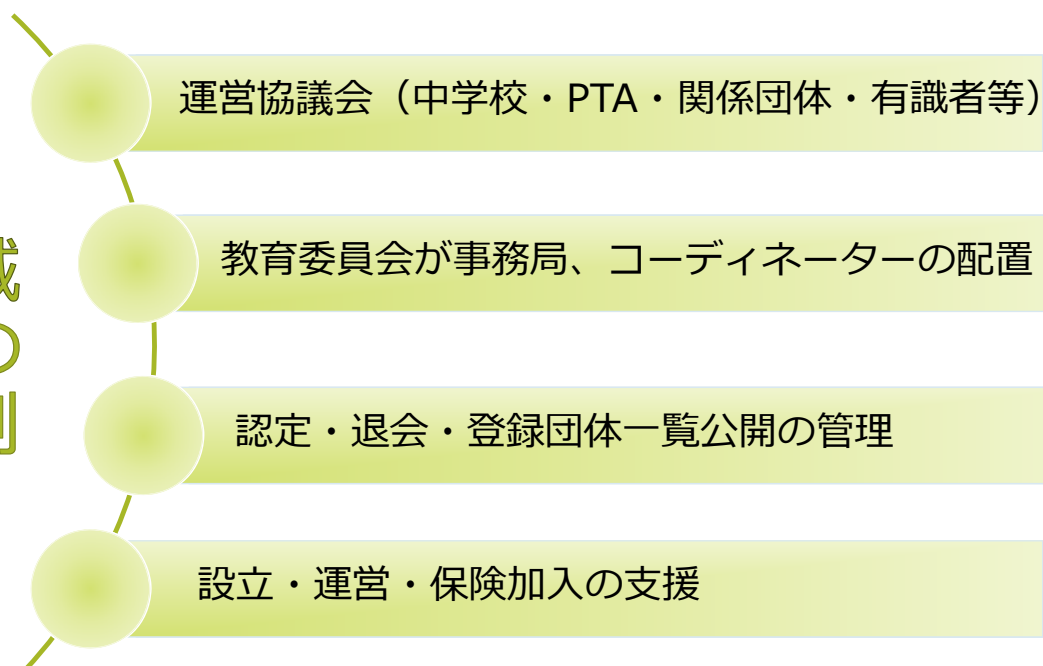 運営協議会（中学校・PTA・関係団体・有識者等）
教育委員会が事務局、コーディネーターの配置
域
の
認定・退会・登録団体一覧公開の管理
設立・運営・保険加入の支援